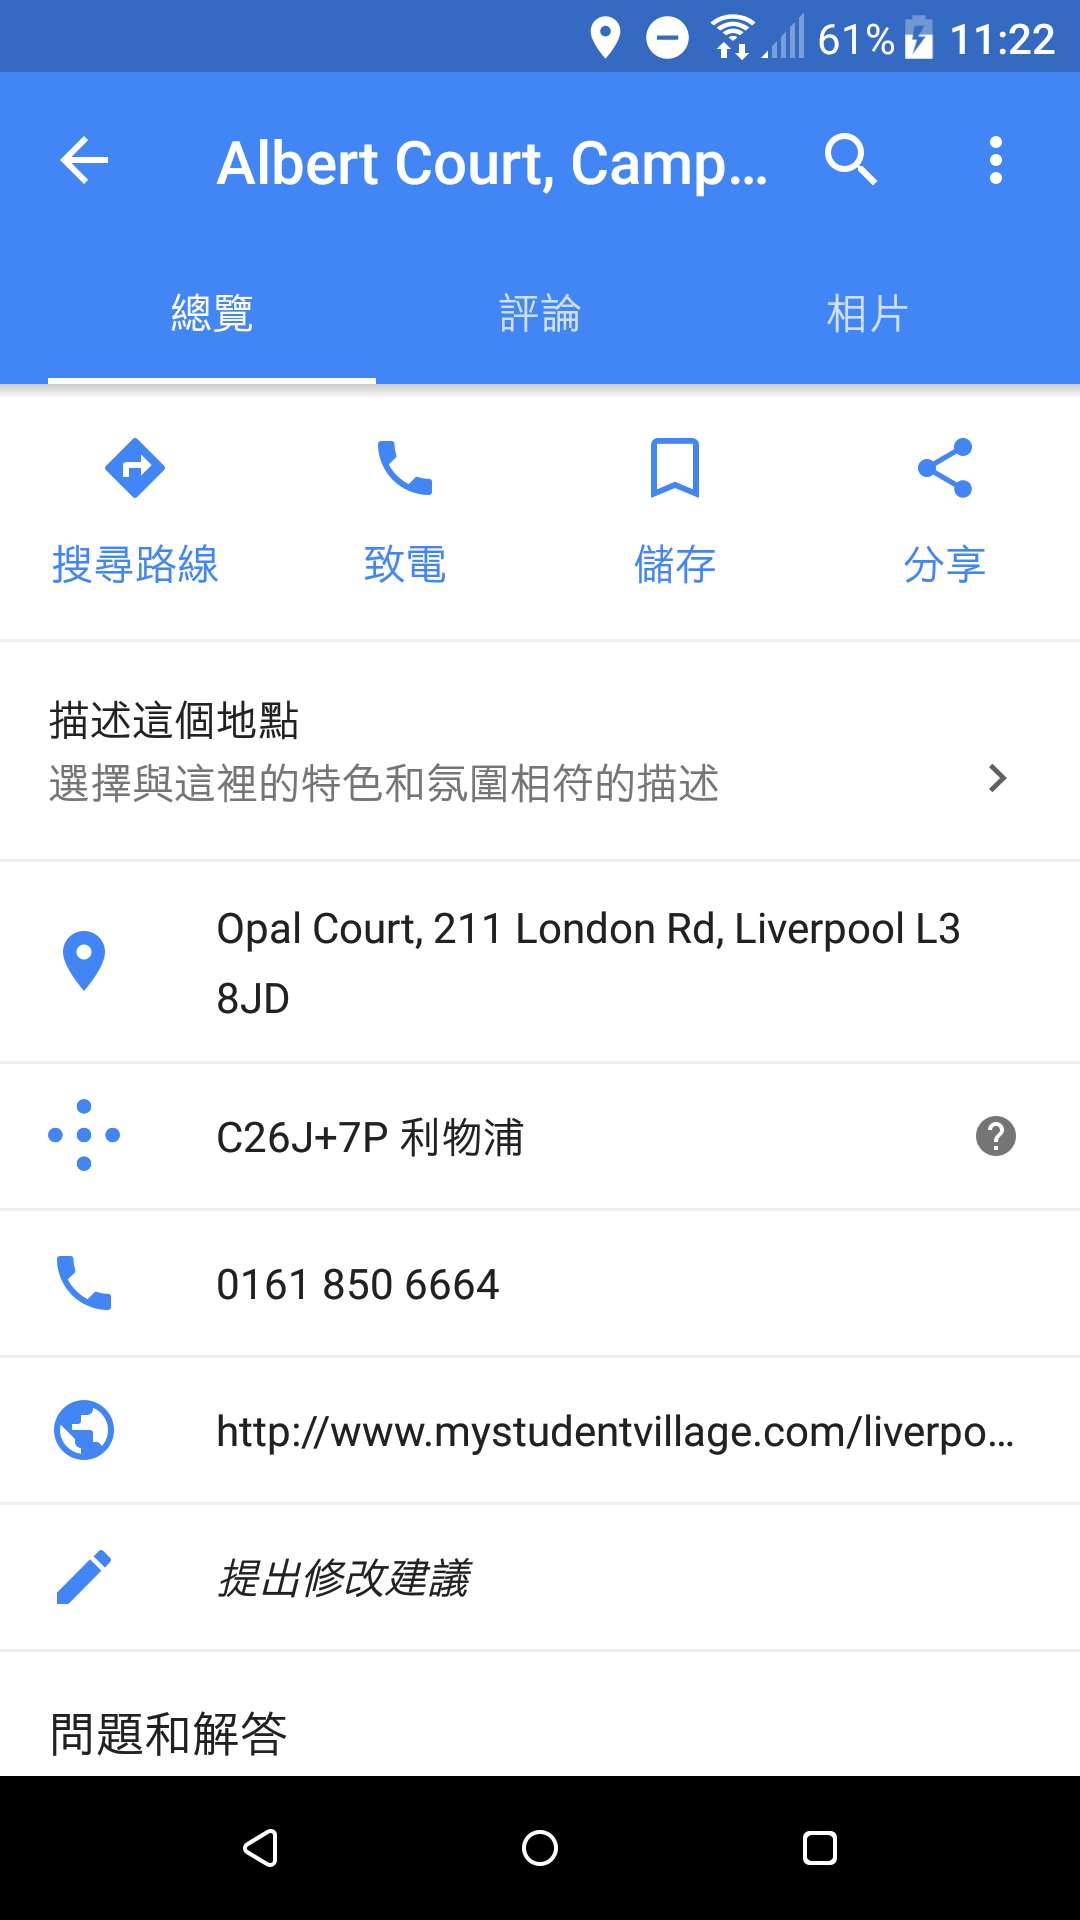 61% 11:22
Albert Court, Camp...
總覽 評論 相片
搜尋路線 致電 儲存 分享
描述這個地點
選擇與這裡的特色和氛圍相符的描述
Opal Court, 211 London Rd, Liverpool L3
8JD
C26J+7P 利物浦
0161 850 6664
http://www.mystudentvillage.com/liverpo...
提出修改建議
問題和解答